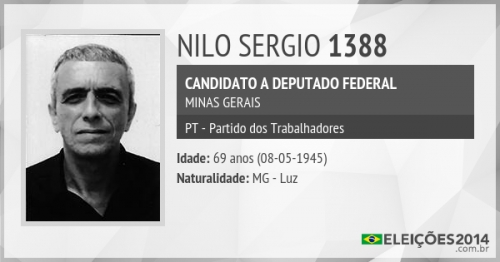 NILO SERGIO 1388
CANDIDATO A DEPUTADO FEDERAL
MINAS GERAIS
PT - Partido dos Trabalhadores
Idade: 69 anos (08-05-1945)
Naturalidade: MG - Luz
ELEIÇÕES2014
.com.br